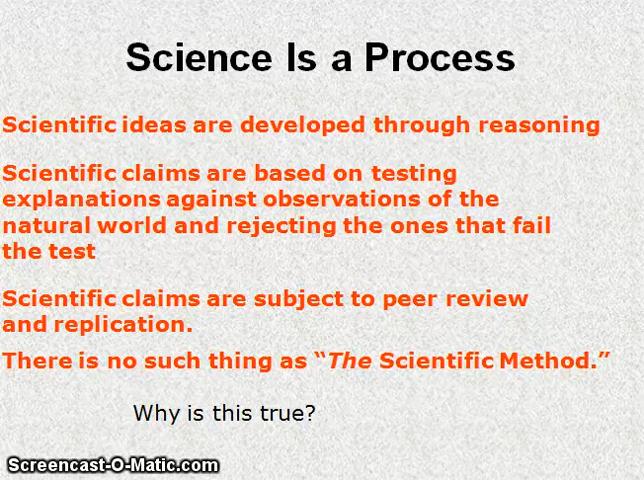 Science Is a Process
Scientific ideas are developed through reasoning
Scientific claims are based on testing
explanations against observations of the
natural world and rejecting the ones that fail
the test
Scientific claims are subject to peer review
and replication.
There is no such thing as “The Scientific Method.”
Why is this true?
Screencast-O-Matic.com